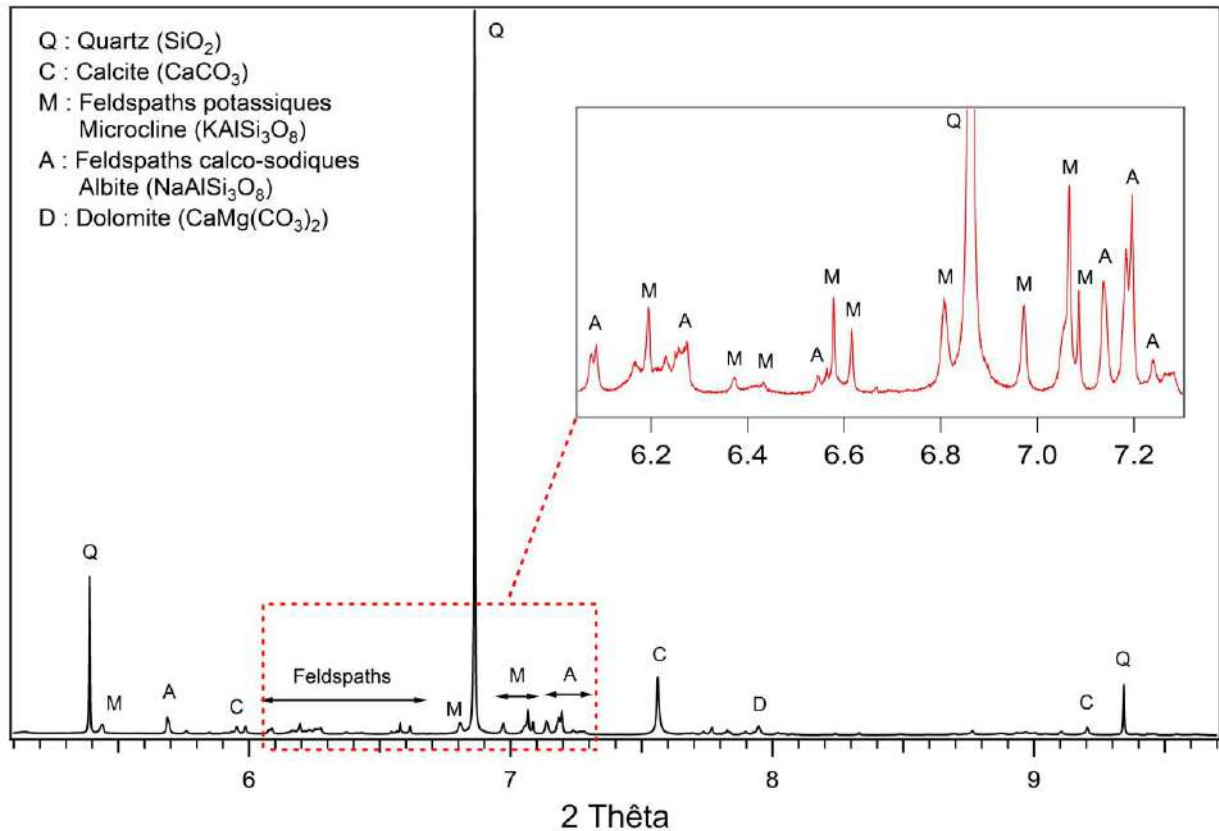 Q : Quartz (SiO₂)
C : Calcite (CaCO₃)
M : Feldspaths potassiques
Microcline (KAlSi₃O₈)
A : Feldspaths calco-sodiques
Albite (NaAlSi₃O₈)
D : Dolomite (CaMg(CO₃)₂)
Q
Q
A M A M M A M M M M M M A A A
6.2 6.4 6.6 6.8 7.0 7.2
Q M A C Feldspaths M M A C D C Q
6 7 8 9
2 Thêta